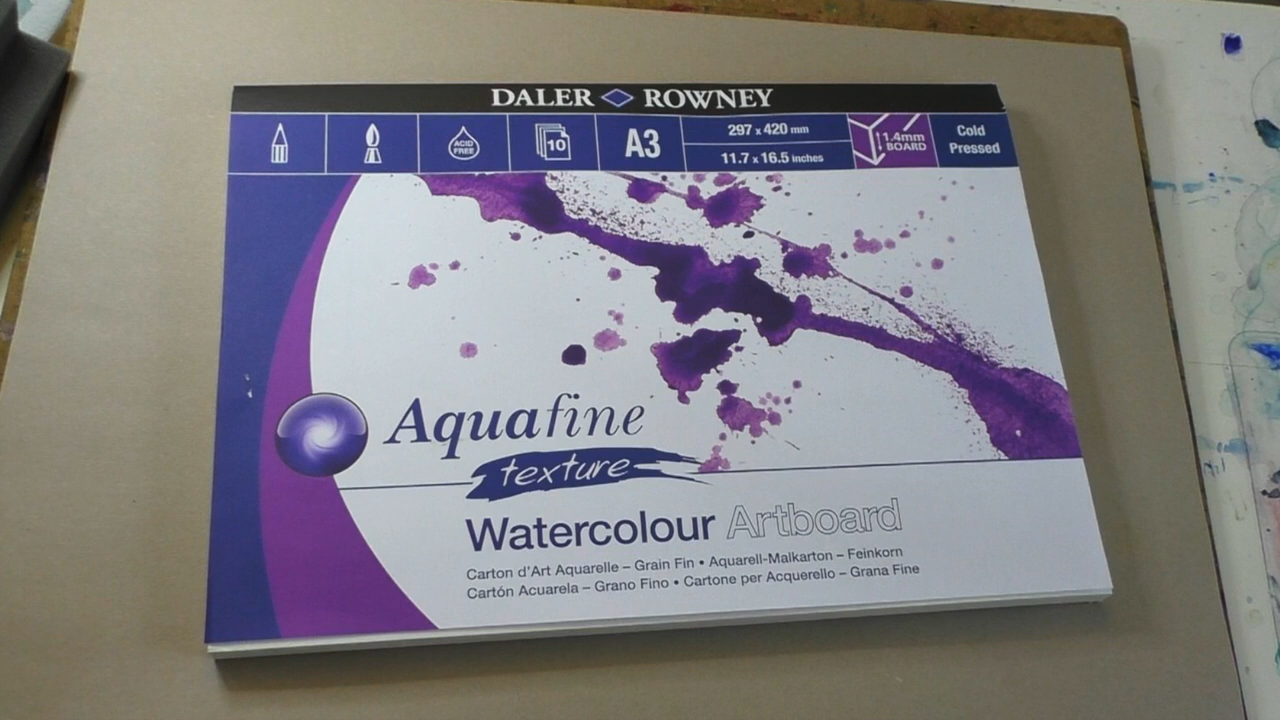 DALER ROWNEY
ACID FREE
10
A3
297 x 420 mm
11.7 x 16.5 inches
1.4mm BOARD
Cold Pressed
Aquafine
texture
Watercolour Artboard
Carton d'Art Aquarelle – Grain Fin • Aquarell-Malkarton – Feinkorn
Cartón Acuarela – Grano Fino • Cartone per Acquerello – Grana Fine